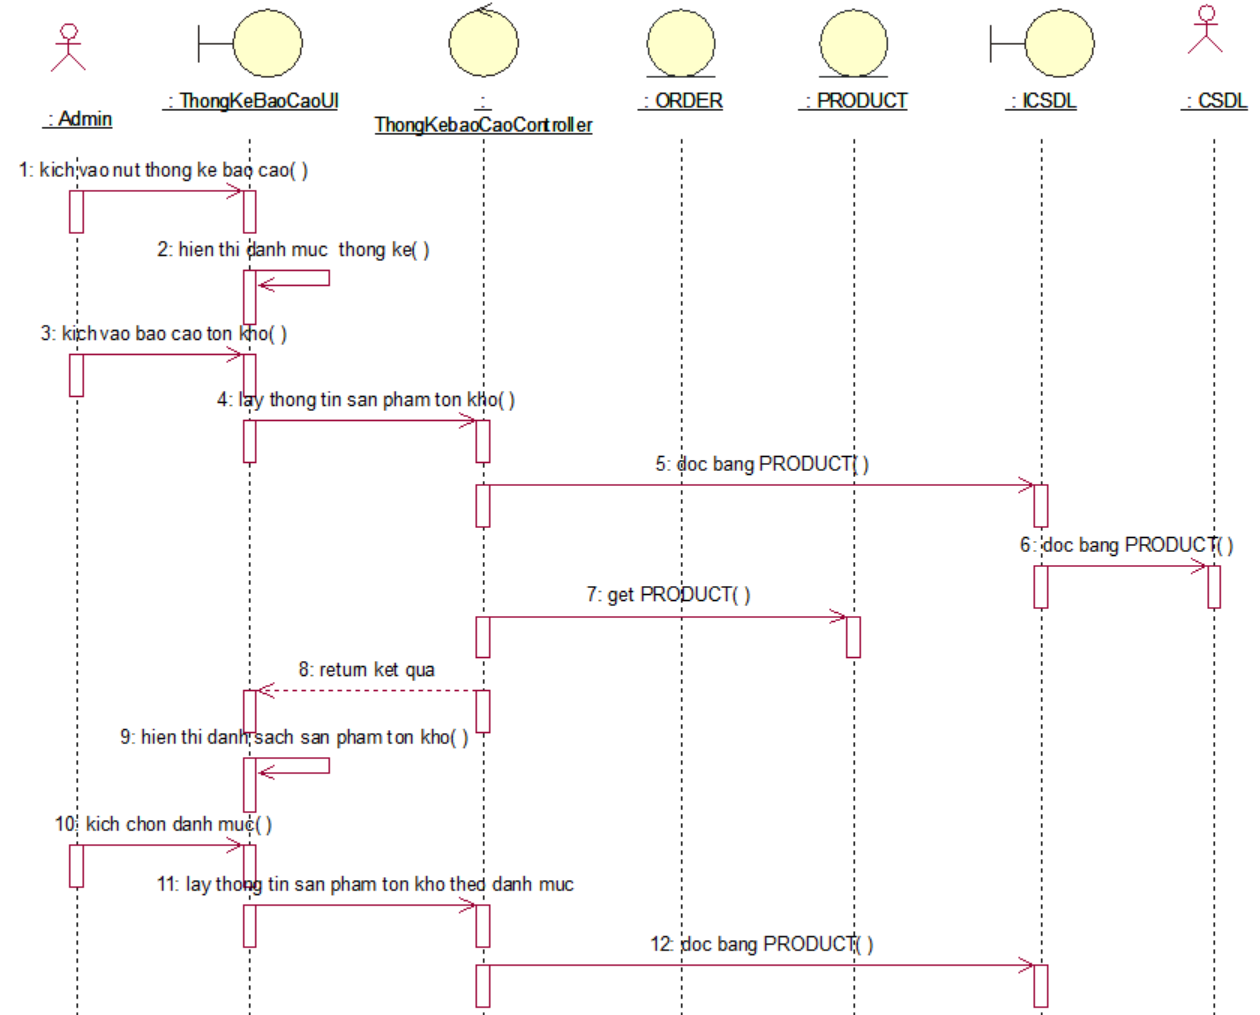 : Admin
: ThongKeBaoCaoUI
:
ThongKebaoCaoController
: ORDER
: PRODUCT
: ICSDL
: CSDL
1: kich vao nut thong ke bao cao( )
2: hien thi danh muc thong ke( )
3: kich vao bao cao ton kho( )
4: lay thong tin san pham ton kho( )
5: doc bang PRODUCT( )
6: doc bang PRODUCT( )
7: get PRODUCT( )
8: return ket qua
9: hien thi danh sach san pham ton kho( )
10: kich chon danh muc( )
11: lay thong tin san pham ton kho theo danh muc
12: doc bang PRODUCT( )